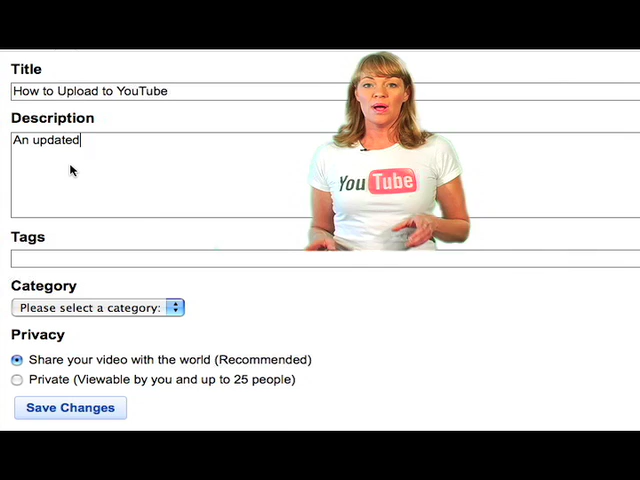 Title
How to Upload to YouTube
Description
An updated
YouTube
Tags
Category
Please select a category:
Privacy
Share your video with the world (Recommended)
Private (Viewable by you and up to 25 people)
Save Changes